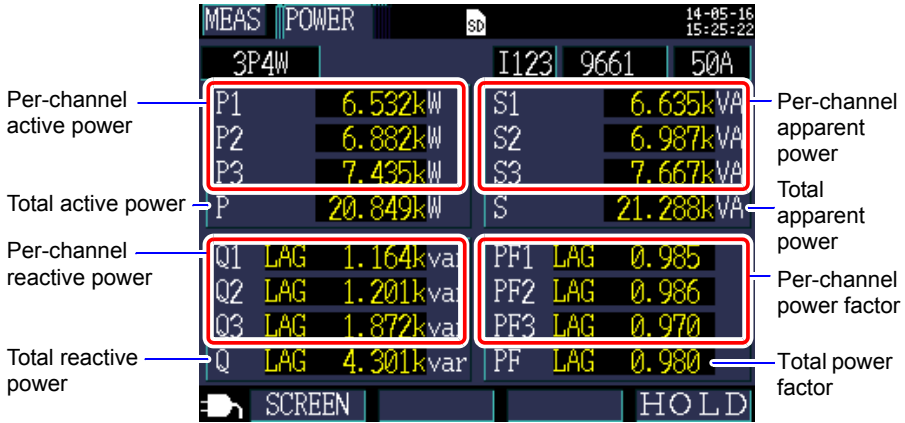 MEAS POWER SD 14-05-16
15:25:22
3P4W I123 9661 50A
Per-channel
active power
P1 6.532kW
P2 6.882kW
P3 7.435kW
Total active power
P 20.849kW
S1 6.635kVA
S2 6.987kVA
S3 7.667kVA
Per-channel
apparent
power
S 21.288kVA
Total
apparent
power
Per-channel
reactive power
Q1 LAG 1.164kvar
Q2 LAG 1.201kvar
Q3 LAG 1.872kvar
Total reactive
power
Q LAG 4.301kvar
PF1 LAG 0.985
PF2 LAG 0.986
PF3 LAG 0.970
Per-channel
power factor
PF LAG 0.980
Total power
factor
SCREEN HOLD